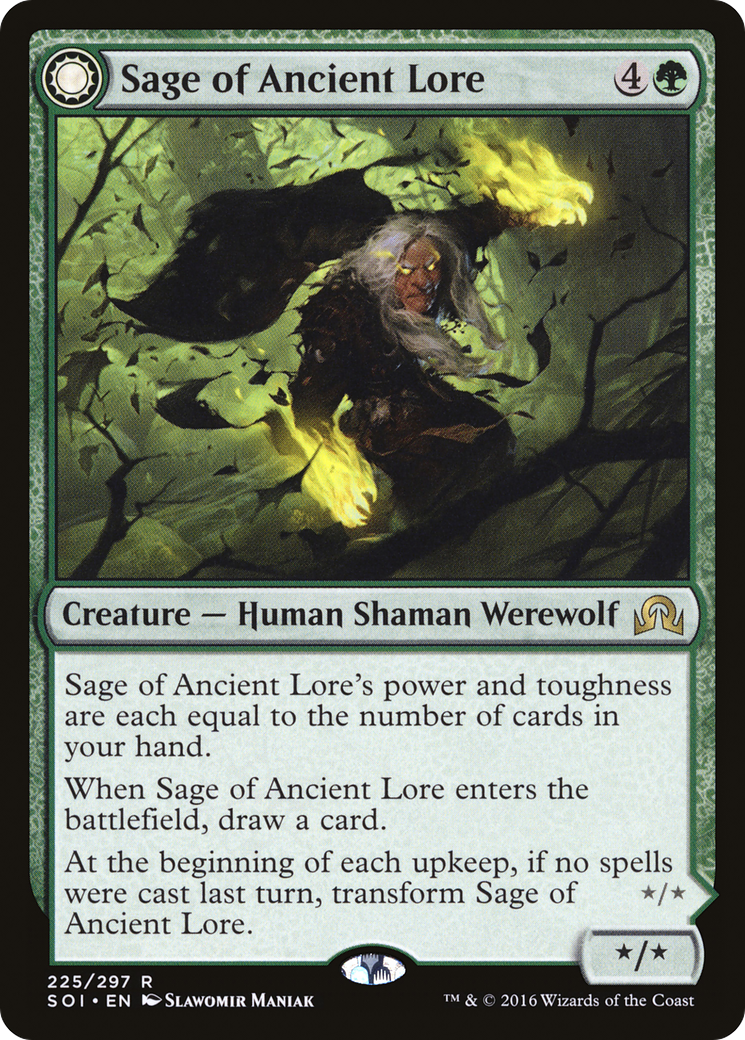 Sage of Ancient Lore 4
Creature — Human Shaman Werewolf
Sage of Ancient Lore's power and toughness
are each equal to the number of cards in
your hand.
When Sage of Ancient Lore enters the
battlefield, draw a card.
At the beginning of each upkeep, if no spells
were cast last turn, transform Sage of
Ancient Lore.
★/★
★/★
225/297 R
SOI • EN Slawomir Maniak
™ & © 2016 Wizards of the Coast